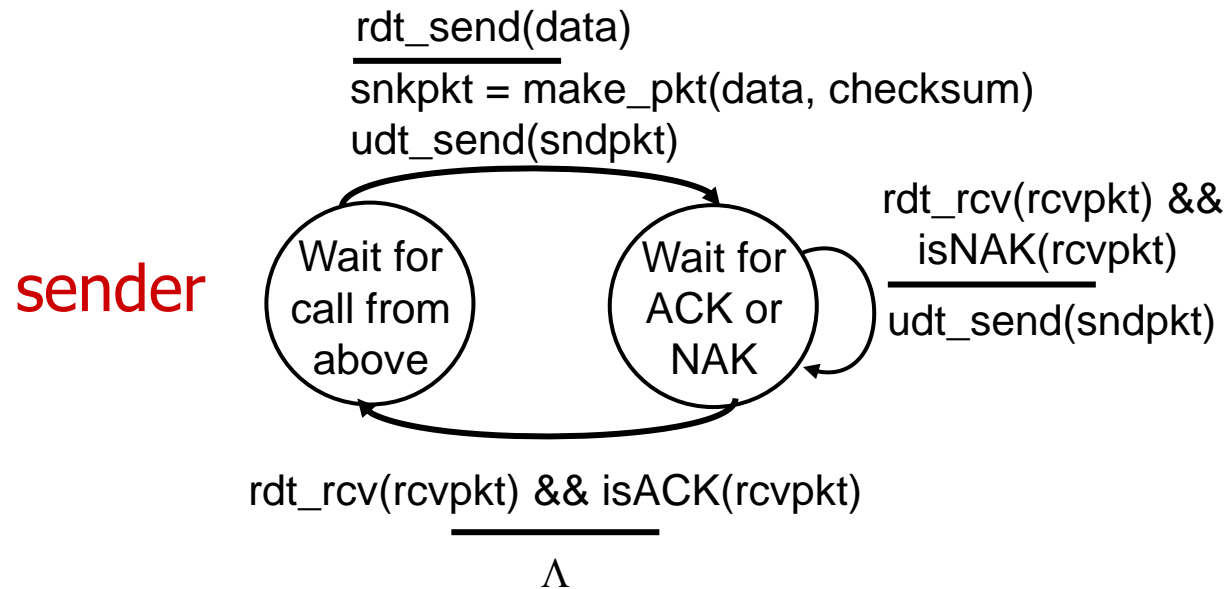 rdt_send(data)
snkpkt = make_pkt(data, checksum)
udt_send(sndpkt)
rdt_rcv(rcvpkt) &&
isNAK(rcvpkt)
udt_send(sndpkt)
sender
Wait for
call from
above
Wait for
ACK or
NAK
rdt_rcv(rcvpkt) && isACK(rcvpkt)
Λ